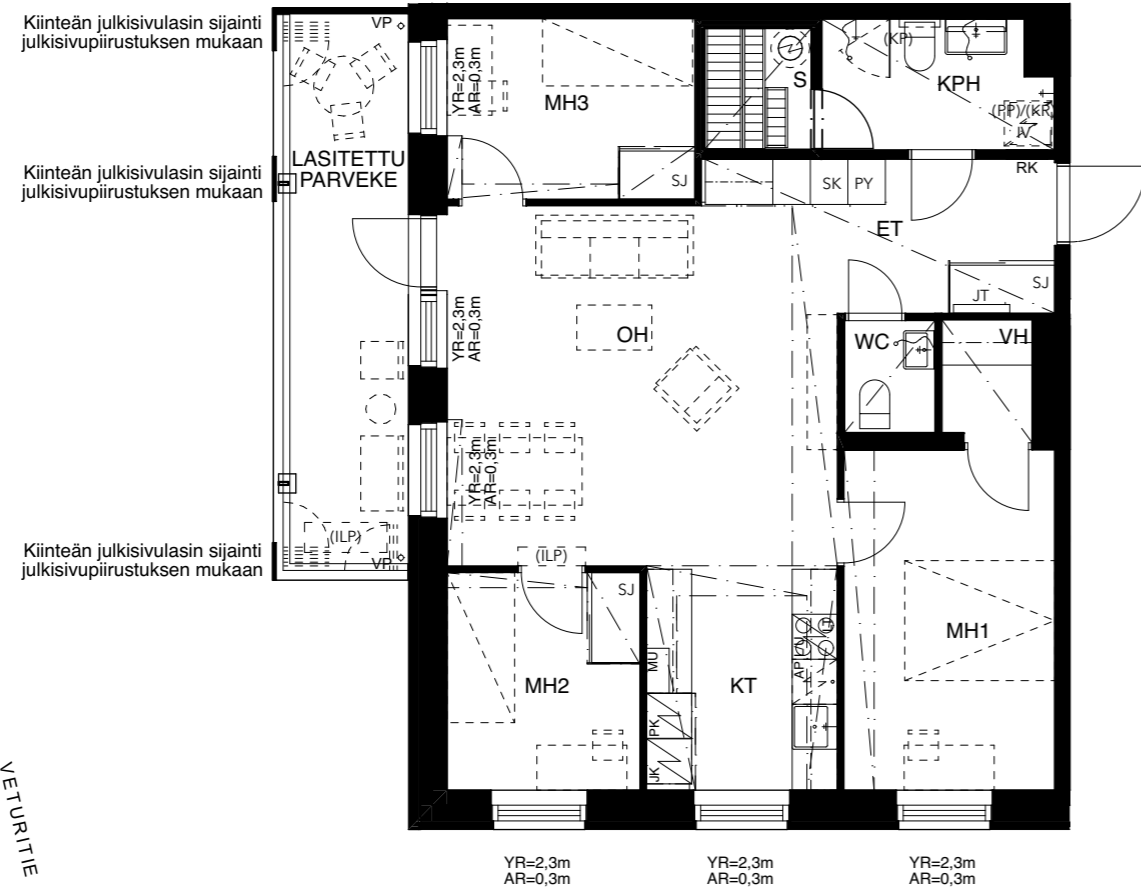 Kiinteän julkisivulasin sijainti
julkisivupiirustuksen mukaan
VP
YR=2,3m
AR=0,3m
MH3
S
(KP)
KPH
(PP)/(KR)
IV
LASITETTU
PARVEKE
Kiinteän julkisivulasin sijainti
julkisivupiirustuksen mukaan
SJ
SK
PY
RK
ET
SJ
JT
YR=2,3m
AR=0,3m
OH
WC
VH
YR=2,3m
AR=0,3m
(ILP)
VP
(ILP)
Kiinteän julkisivulasin sijainti
julkisivupiirustuksen mukaan
SJ
LT
MH1
MU
APK
MH2
KT
PK
JK
VETURITIE
YR=2,3m
AR=0,3m
YR=2,3m
AR=0,3m
YR=2,3m
AR=0,3m